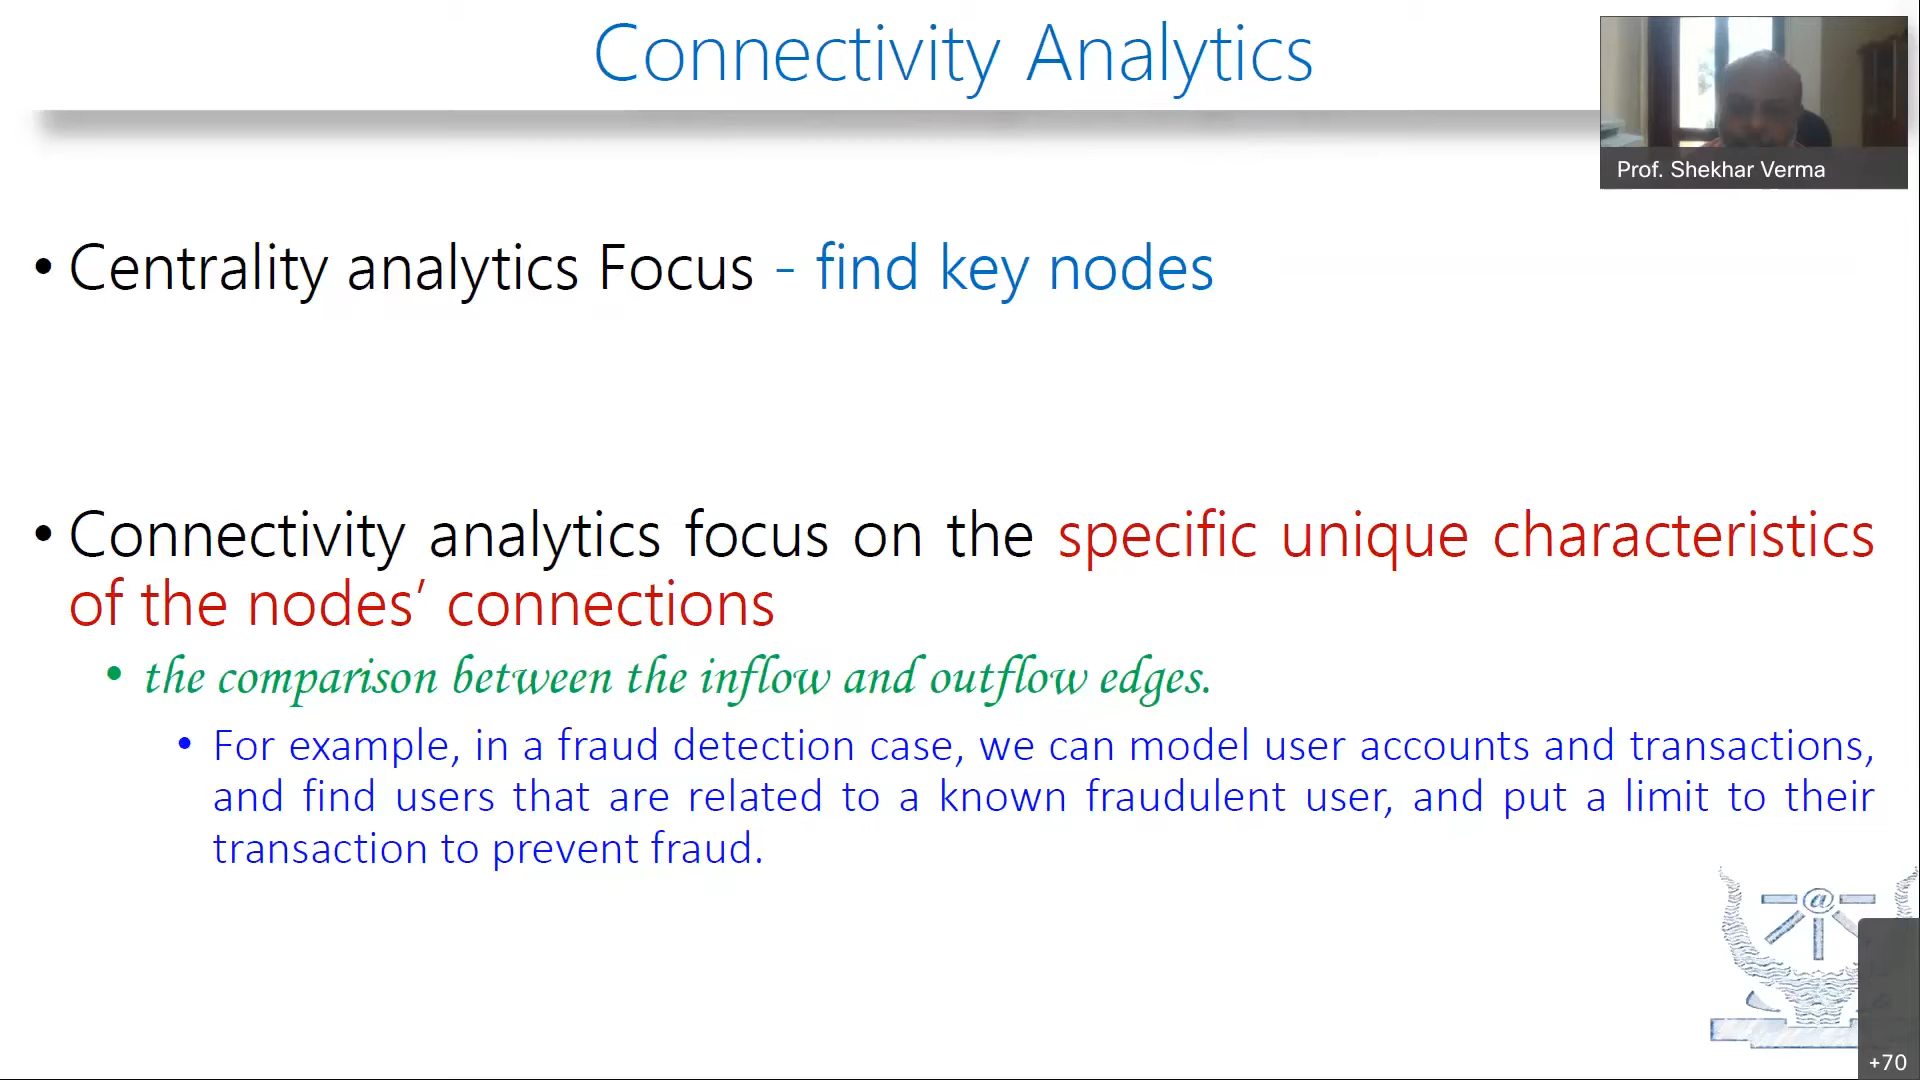 Connectivity Analytics
Prof. Shekhar Verma
• Centrality analytics Focus - find key nodes
• Connectivity analytics focus on the specific unique characteristics
of the nodes’ connections
• the comparison between the inflow and outflow edges.
• For example, in a fraud detection case, we can model user accounts and transactions,
and find users that are related to a known fraudulent user, and put a limit to their
transaction to prevent fraud.
@
+70